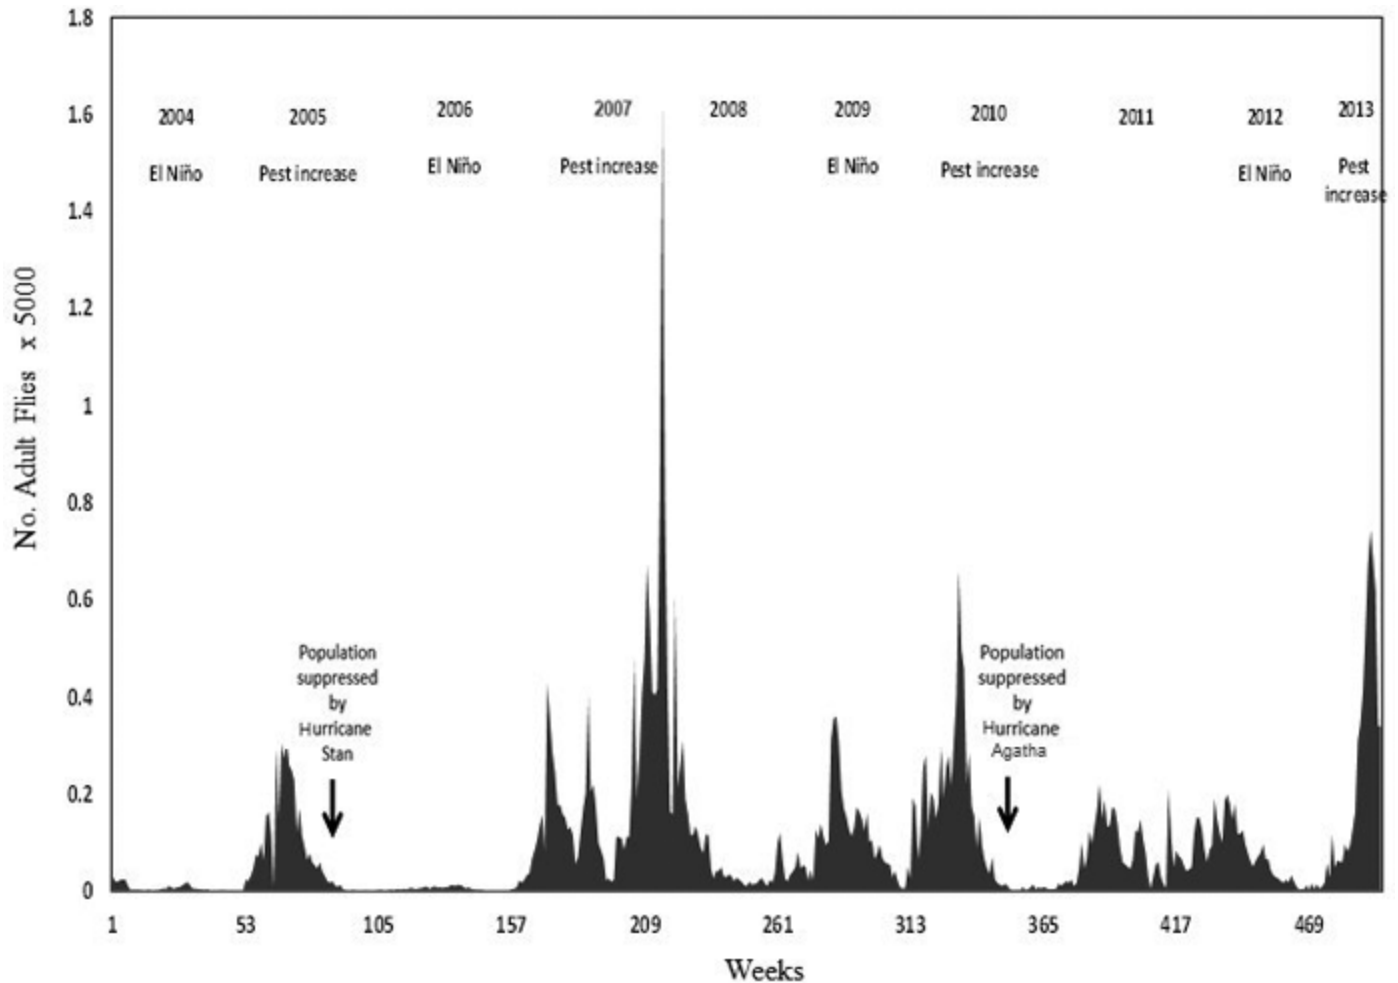 1.8
1.6
1.4
1.2
1
0.8
0.6
0.4
0.2
0
No. Adult Flies x 5000
2004
El Niño
2005
Pest increase
2006
El Niño
2007
Pest increase
2008
2009
El Niño
2010
Pest increase
2011
2012
El Niño
2013
Pest
increase
Population
suppressed
by
Hurricane
Stan
Population
suppressed
by
Hurricane
Agatha
1 53 105 157 209 261 313 365 417 469
Weeks